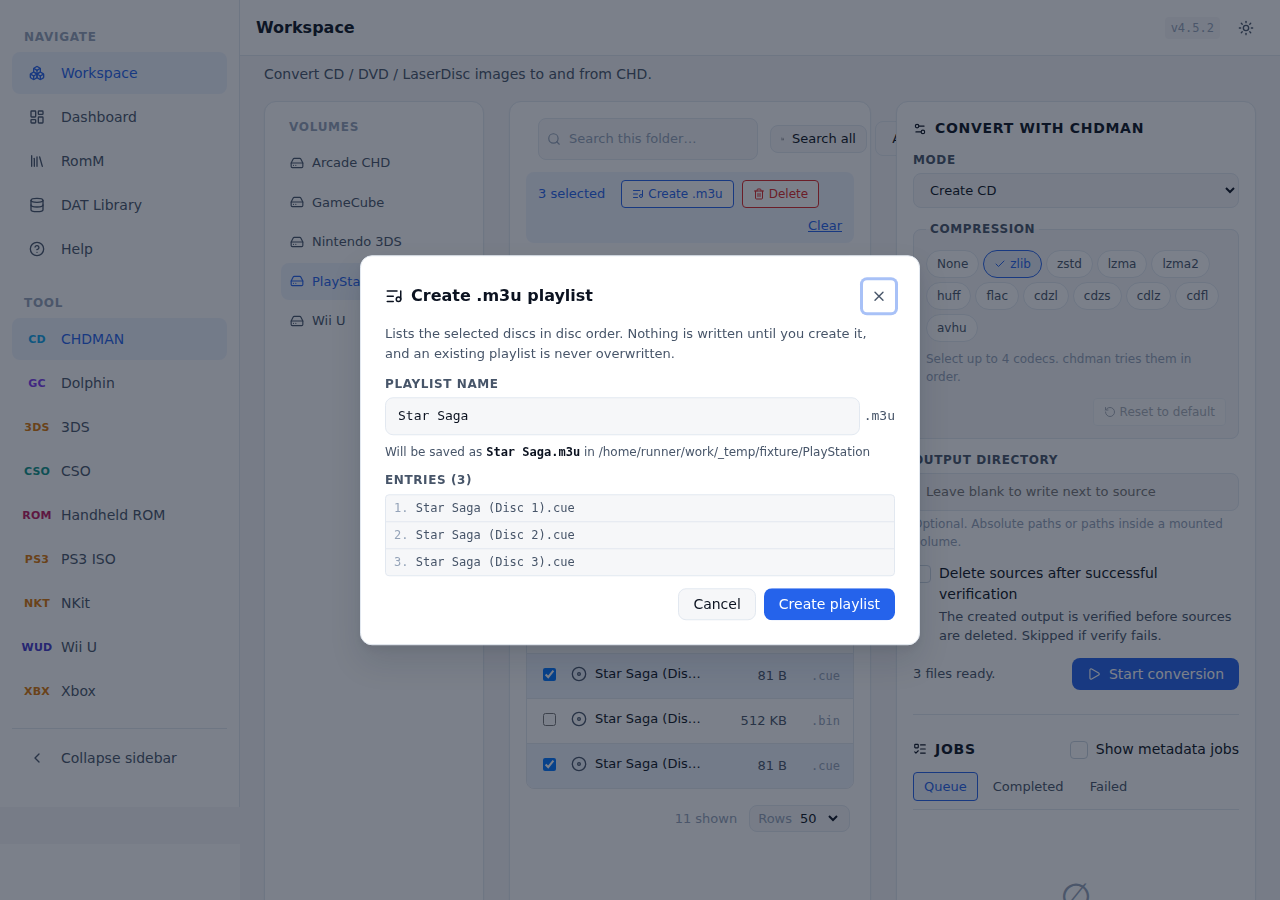 NAVIGATE
Workspace
Dashboard
RomM
DAT Library
Help
TOOL
CD CHDMAN
GC Dolphin
3DS 3DS
CSO CSO
ROM Handheld ROM
PS3 PS3 ISO
NKT NKit
WUD Wii U
XBX Xbox
Collapse sidebar
Workspace
v4.5.2
Convert CD / DVD / LaserDisc images to and from CHD.
VOLUMES
Arcade CHD
GameCube
Nintendo 3DS
PlaySta
Wii U
Search this folder…
Search all
3 selected
Create .m3u
Delete
Clear
Create .m3u playlist
Lists the selected discs in disc order. Nothing is written until you create it,
and an existing playlist is never overwritten.
PLAYLIST NAME
Star Saga .m3u
Will be saved as Star Saga.m3u in /home/runner/work/_temp/fixture/PlayStation
ENTRIES (3)
1. Star Saga (Disc 1).cue
2. Star Saga (Disc 2).cue
3. Star Saga (Disc 3).cue
Cancel
Create playlist
Star Saga (Dis… 81 B .cue
Star Saga (Dis… 512 KB .bin
Star Saga (Dis… 81 B .cue
11 shown
Rows 50
CONVERT WITH CHDMAN
MODE
Create CD
COMPRESSION
None zlib zstd lzma lzma2
huff flac cdzl cdzs cdlz cdfl
avhu
Select up to 4 codecs. chdman tries them in
order.
Reset to default
OUTPUT DIRECTORY
Leave blank to write next to source
Optional. Absolute paths or paths inside a mounted
volume.
Delete sources after successful
verification
The created output is verified before sources
are deleted. Skipped if verify fails.
3 files ready.
Start conversion
JOBS
Show metadata jobs
Queue Completed Failed